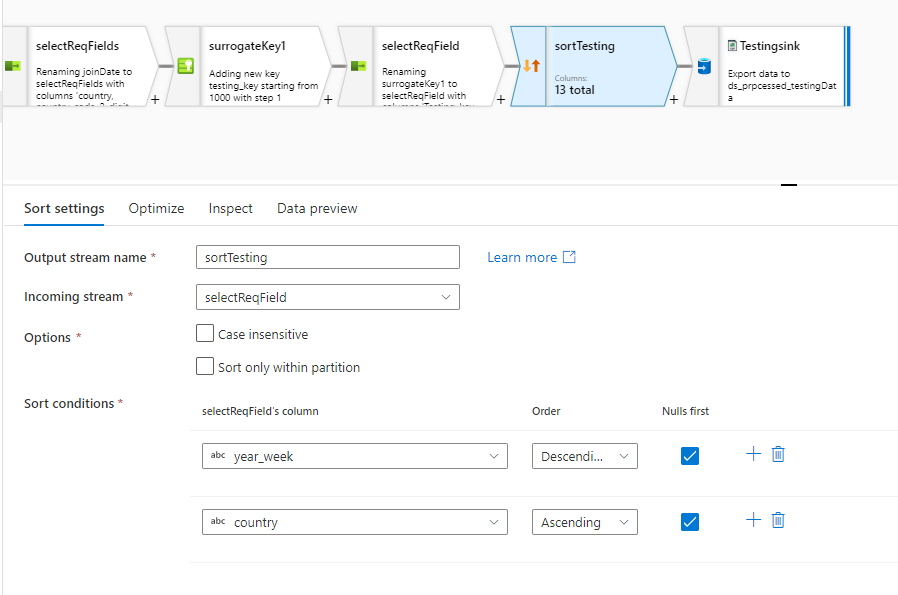 selectReqFields
Renaming joinDate to
selectReqFields with
columns 'country,
surrogateKey1
Adding new key
testing_key starting from
1000 with step 1
selectReqField
Renaming
surrogateKey1 to
selectReqField with
sortTesting
Columns:
13 total
Testingsink
Export data to
ds_prpcessed_testingDat
a
+
+
+
+
Sort settings
Optimize
Inspect
Data preview
Output stream name *
sortTesting
Learn more
Incoming stream *
selectReqField
Options *
Case insensitive
Sort only within partition
Sort conditions *
selectReqField's column
Order
Nulls first
abc year_week
Descendi...
abc country
Ascending